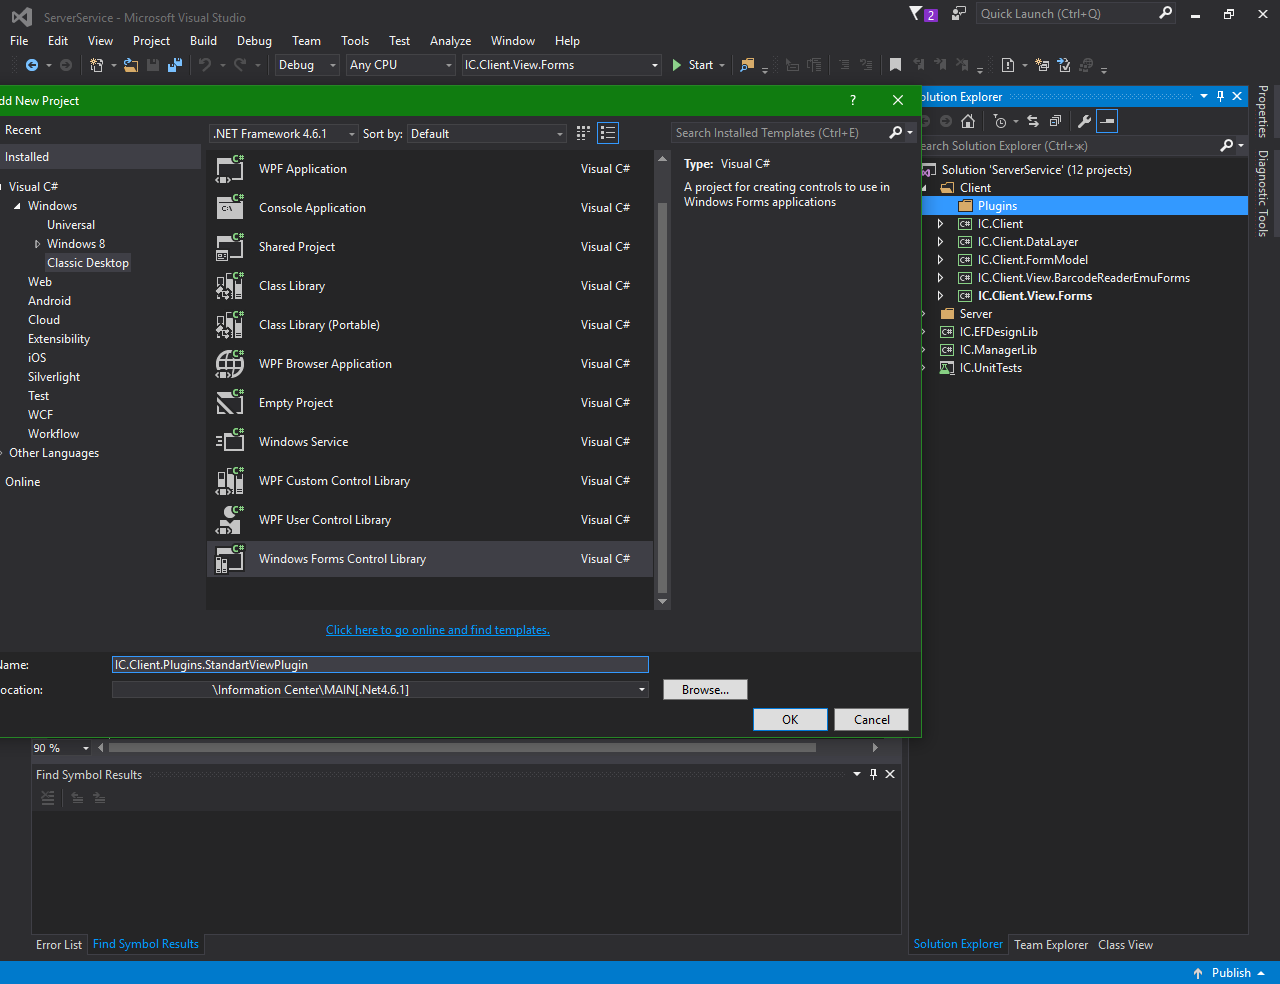 ServerService - Microsoft Visual Studio
2
Quick Launch (Ctrl+Q)
File Edit View Project Build Debug Team Tools Test Analyze Window Help
Debug Any CPU IC.Client.View.Forms Start
dd New Project ?
Recent
Installed
Visual C#
Windows
Universal
Windows 8
Classic Desktop
Web
Android
Cloud
Extensibility
iOS
Silverlight
Test
WCF
Workflow
Other Languages
Online
.NET Framework 4.6.1 Sort by: Default
Search Installed Templates (Ctrl+E)
WPF Application Visual C#
Console Application Visual C#
Shared Project Visual C#
Class Library Visual C#
Class Library (Portable) Visual C#
WPF Browser Application Visual C#
Empty Project Visual C#
Windows Service Visual C#
WPF Custom Control Library Visual C#
WPF User Control Library Visual C#
Windows Forms Control Library Visual C#
Click here to go online and find templates.
Type: Visual C#
A project for creating controls to use in
Windows Forms applications
Name: IC.Client.Plugins.StandartViewPlugin
ocation: \Information Center\MAIN[.Net4.6.1]
Browse...
OK Cancel
90 %
Find Symbol Results
Error List Find Symbol Results
olution Explorer
earch Solution Explorer (Ctrl+ж)
Solution 'ServerService' (12 projects)
Client
Plugins
IC.Client
IC.Client.DataLayer
IC.Client.FormModel
IC.Client.View.BarcodeReaderEmuForms
IC.Client.View.Forms
Server
IC.EFDesignLib
IC.ManagerLib
IC.UnitTests
Solution Explorer Team Explorer Class View
Properties
Diagnostic Tools
Publish